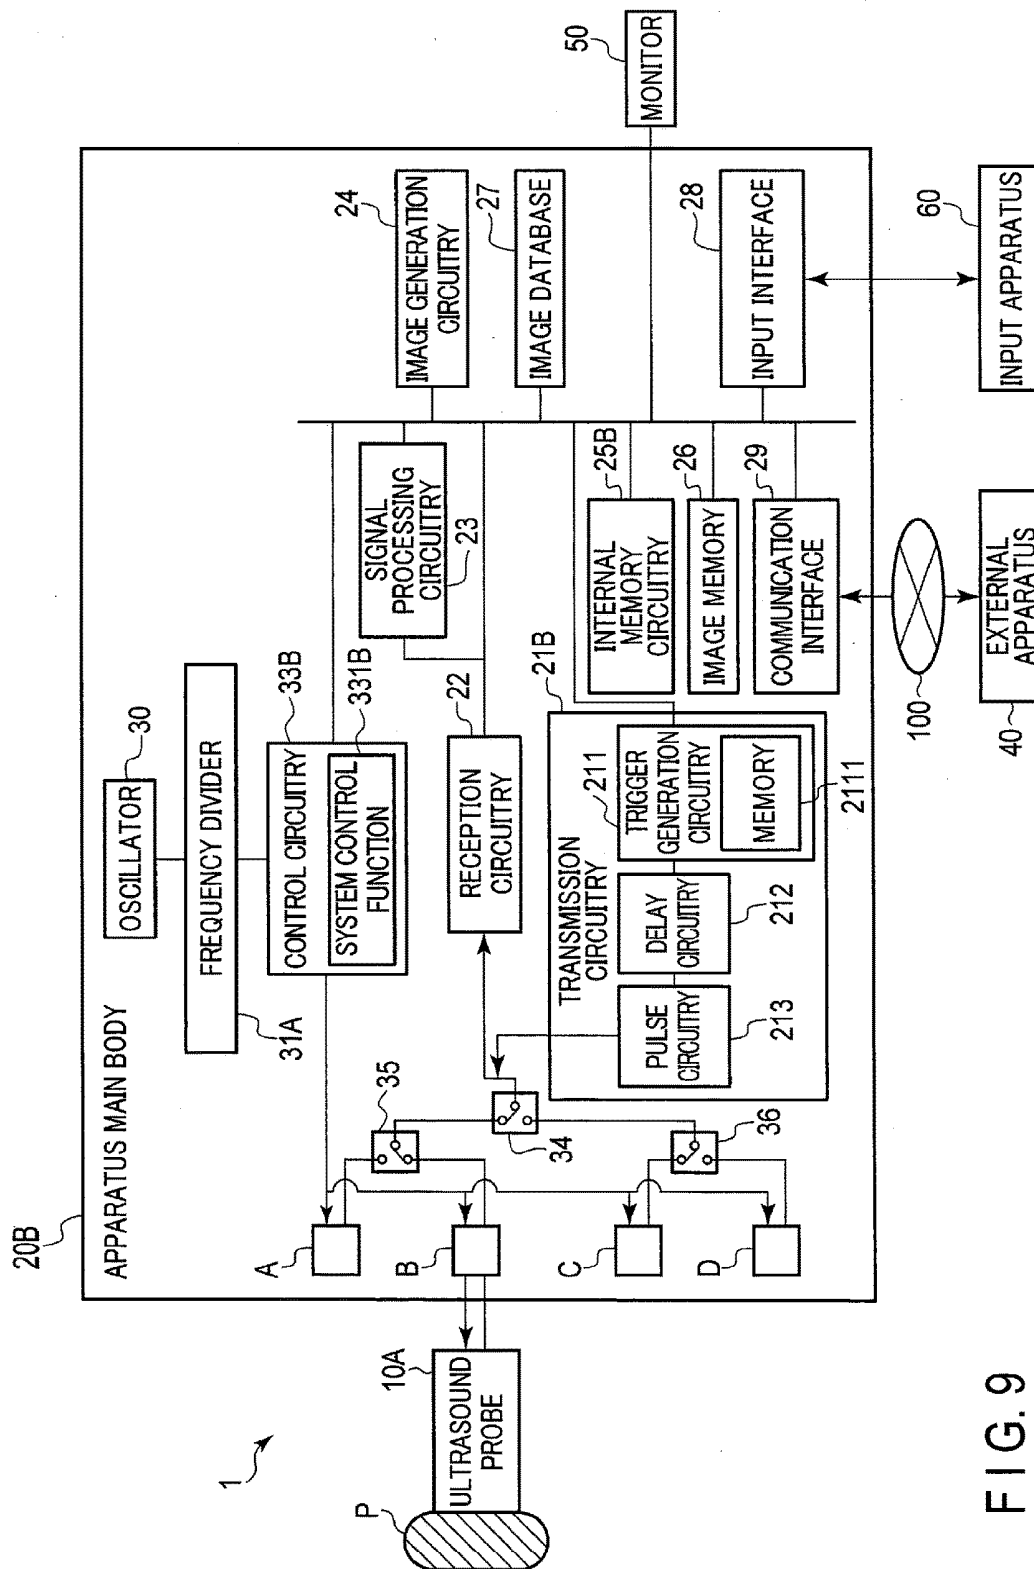 20B
APPARATUS MAIN BODY
OSCILLATOR
30
FREQUENCY DIVIDER
31A
CONTROL CIRCUITRY
33B
SYSTEM CONTROL
FUNCTION
331B
SIGNAL
PROCESSING
CIRCUITRY
23
IMAGE GENERATION
CIRCUITRY
24
IMAGE DATABASE
27
RECEPTION
CIRCUITRY
22
35
34
36
A
B
C
D
1
P
10A
ULTRASOUND
PROBE
TRANSMISSION
CIRCUITRY
21B
PULSE
CIRCUITRY
213
DELAY
CIRCUITRY
212
TRIGGER
GENERATION
CIRCUITRY
211
MEMORY
2111
INTERNAL
MEMORY
CIRCUITRY
25B
IMAGE MEMORY
26
COMMUNICATION
INTERFACE
29
INPUT INTERFACE
28
MONITOR
50
100
EXTERNAL
APPARATUS
40
INPUT APPARATUS
60
FIG. 9